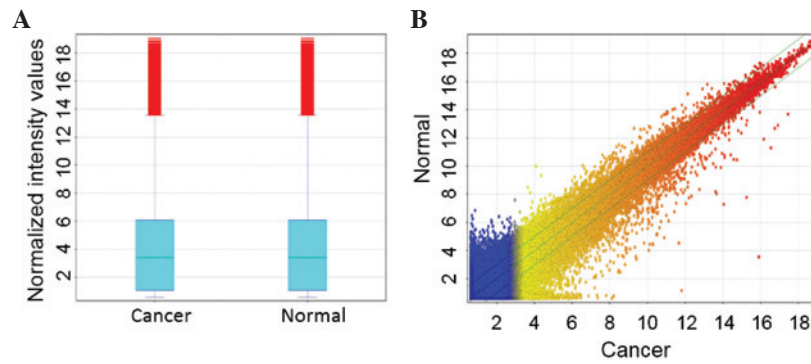 A
Normalized intensity values
18
16
14
12
10
8
6
4
2
Cancer Normal
B
Normal
18
16
14
12
10
8
6
4
2
2 4 6 8 10 12 14 16 18
Cancer